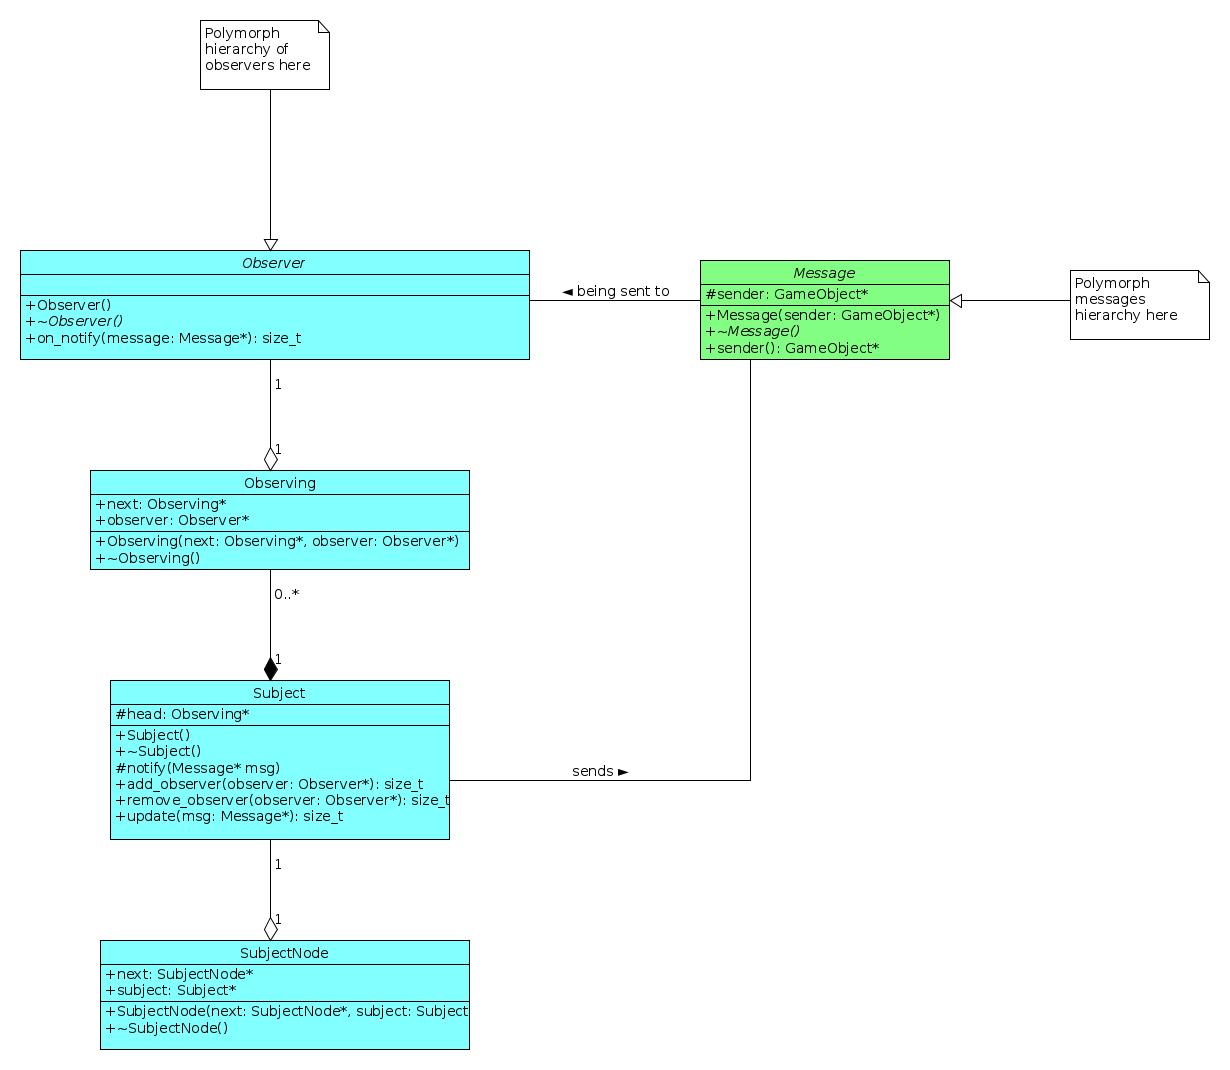 Polymorph
hierarchy of
observers here
Observer
+Observer()
+~Observer()
+on_notify(message: Message*): size_t
◄ being sent to
Message
#sender: GameObject*
+Message(sender: GameObject*)
+~Message()
+sender(): GameObject*
Polymorph
messages
hierarchy here
1
1
Observing
+next: Observing*
+observer: Observer*
+Observing(next: Observing*, observer: Observer*)
+~Observing()
0..*
1
Subject
#head: Observing*
+Subject()
+~Subject()
#notify(Message* msg)
+add_observer(observer: Observer*): size_t
+remove_observer(observer: Observer*): size_t
+update(msg: Message*): size_t
sends ►
1
1
SubjectNode
+next: SubjectNode*
+subject: Subject*
+SubjectNode(next: SubjectNode*, subject: Subject
+~SubjectNode()